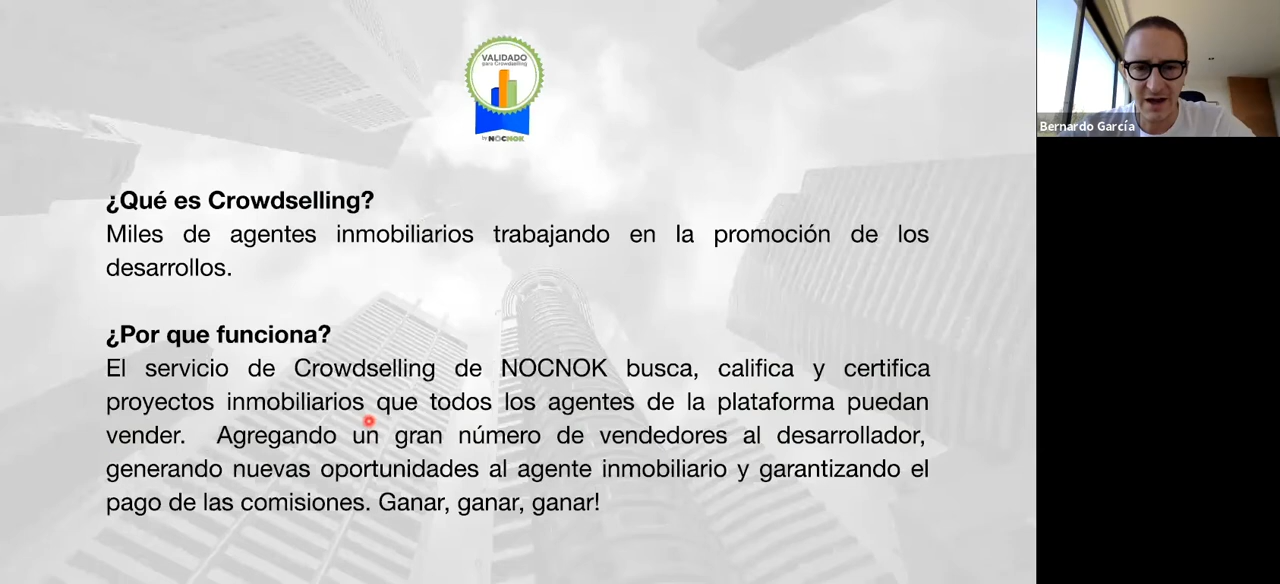 VALIDADO
para Crowdselling
by NOCNOK
Bernardo García
¿Qué es Crowdselling?
Miles de agentes inmobiliarios trabajando en la promoción de los
desarrollos.
¿Por que funciona?
El servicio de Crowdselling de NOCNOK busca, califica y certifica
proyectos inmobiliarios que todos los agentes de la plataforma puedan
vender. Agregando un gran número de vendedores al desarrollador,
generando nuevas oportunidades al agente inmobiliario y garantizando el
pago de las comisiones. Ganar, ganar, ganar!